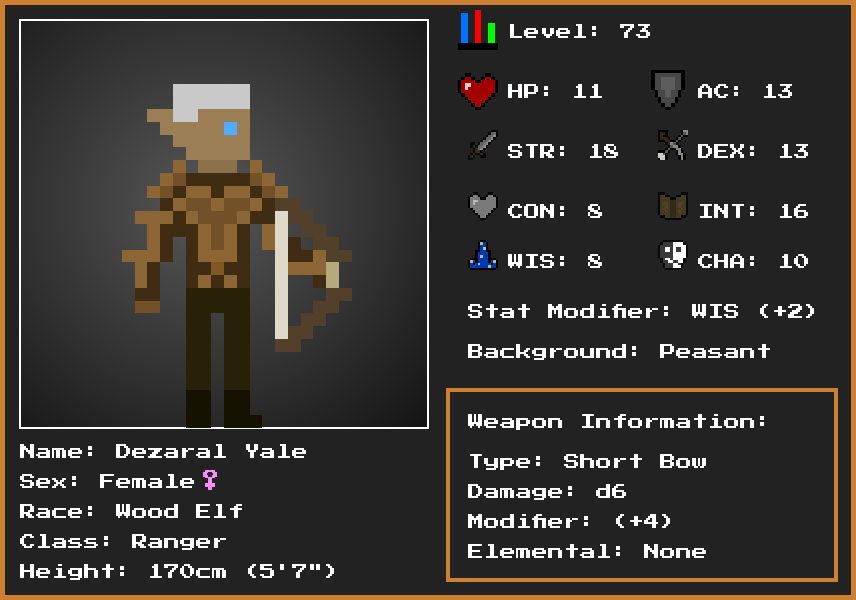 Level: 73
HP: 11
AC: 13
STR: 18
DEX: 13
CON: 8
INT: 16
WIS: 8
CHA: 10
Stat Modifier: WIS (+2)
Background: Peasant
Weapon Information:
Type: Short Bow
Damage: d6
Modifier: (+4)
Elemental: None
Name: Dezaral Yale
Sex: Female♀
Race: Wood Elf
Class: Ranger
Height: 170cm (5'7")